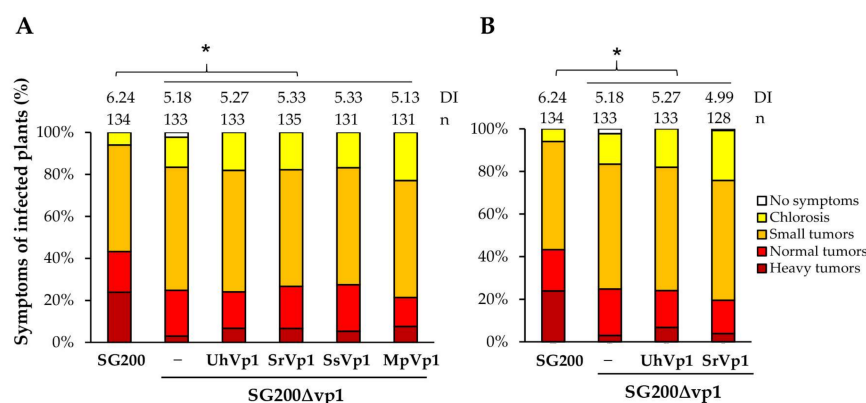 A
*
6.24 5.18 5.27 5.33 5.33 5.13 DI
134 133 133 135 131 131 n
Symptoms of infected plants (%)
100%
80%
60%
40%
20%
0%
SG200 – UhVp1 SrVp1 SsVp1 MpVp1
SG200Δvp1
B
*
6.24 5.18 5.27 4.99 DI
134 133 133 128 n
100%
80%
60%
40%
20%
0%
SG200 – UhVp1 SrVp1
SG200Δvp1
No symptoms
Chlorosis
Small tumors
Normal tumors
Heavy tumors